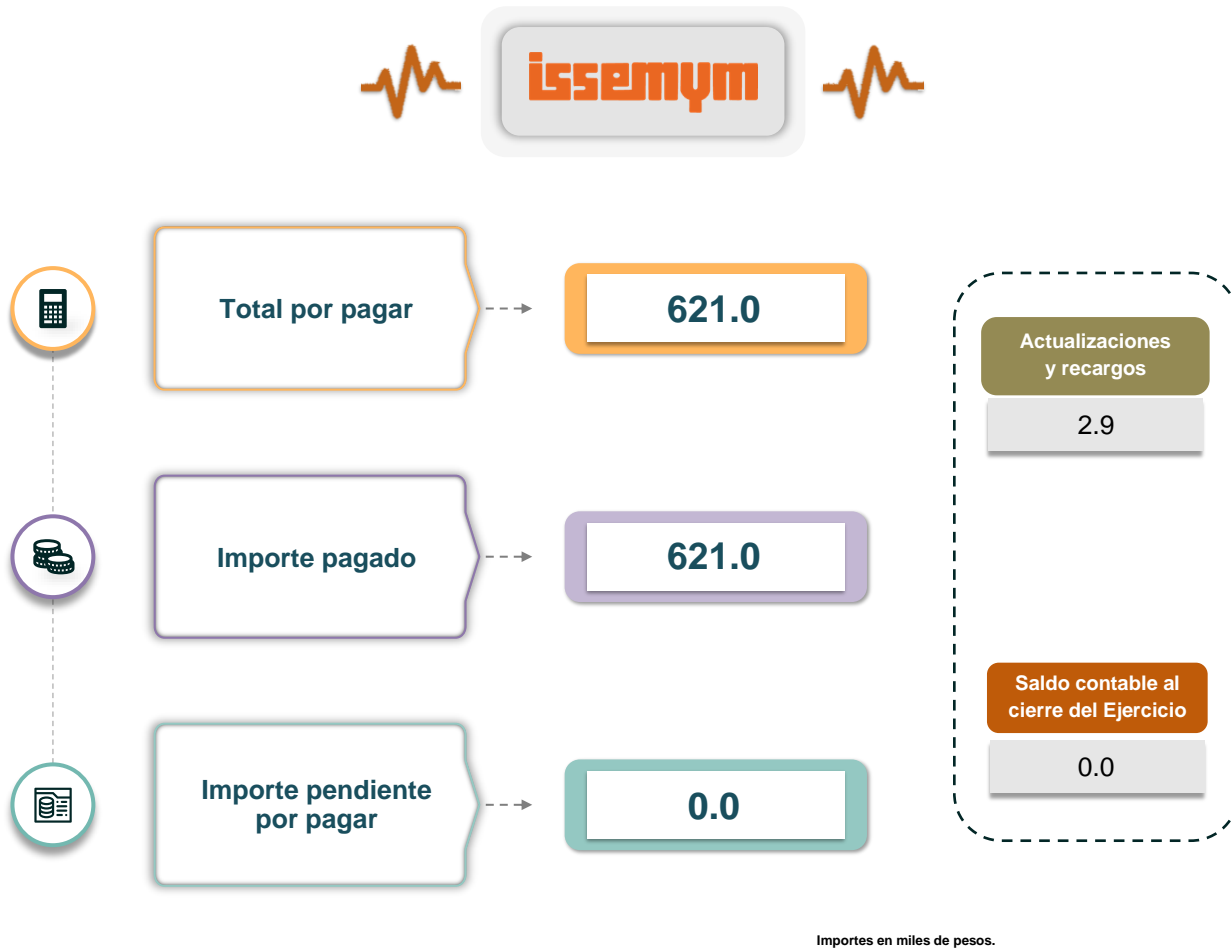 issemym
Total por pagar
621.0
Actualizaciones
y recargos
2.9
Importe pagado
621.0
Saldo contable al
cierre del Ejercicio
0.0
Importe pendiente
por pagar
0.0
Importes en miles de pesos.